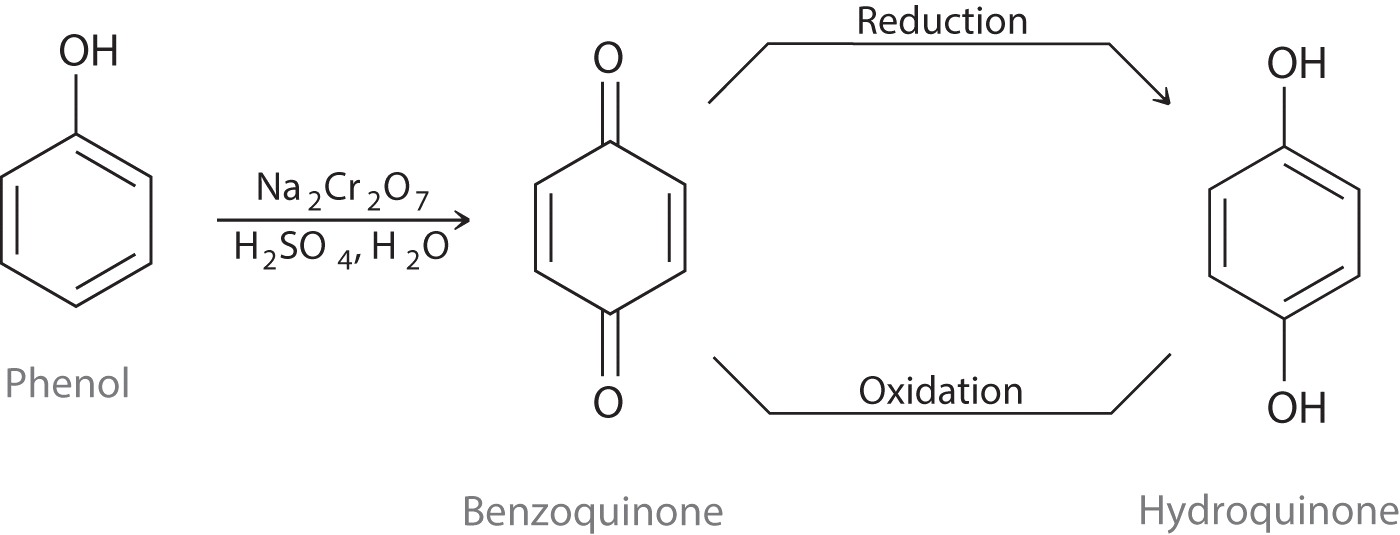 Reduction
OH
O
OH
Na2Cr2O7
H2SO4, H2O
Phenol
Oxidation
O
OH
Benzoquinone
Hydroquinone